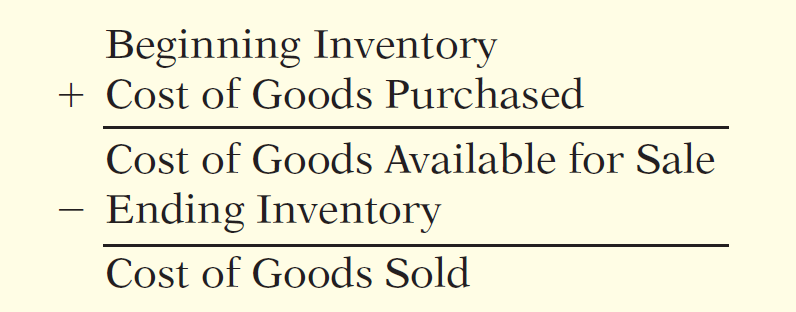 Beginning Inventory
+ Cost of Goods Purchased
Cost of Goods Available for Sale
− Ending Inventory
Cost of Goods Sold